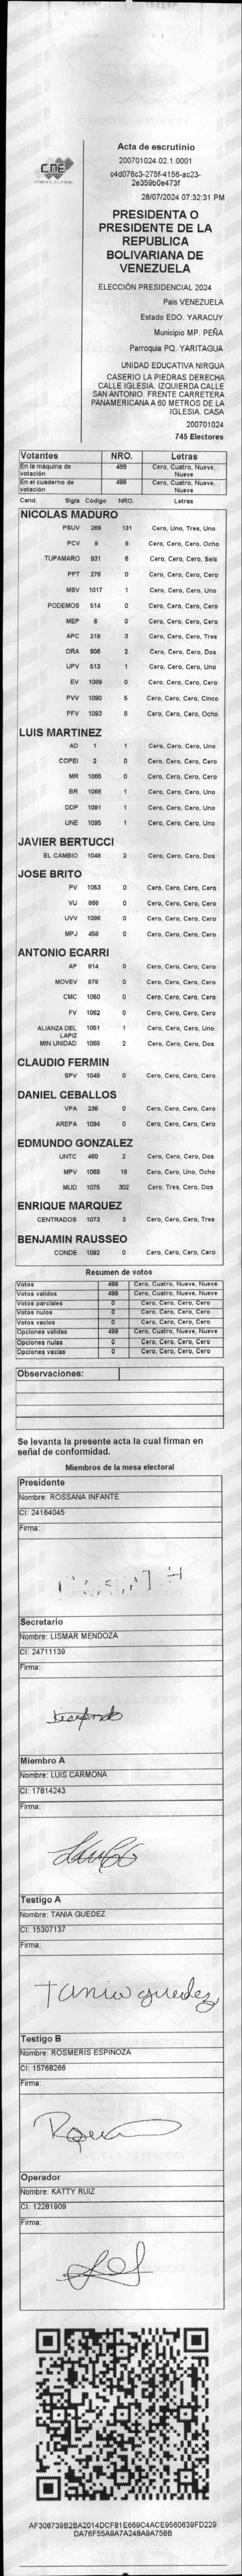 CNE
Acta de escrutinio
200701024.02.1.0001
c4d076c3-275f-4156-ac23-
2e359b0e473f
28/07/2024 07:32:31 PM
PRESIDENTA O
PRESIDENTE DE LA
REPUBLICA
BOLIVARIANA DE
VENEZUELA
ELECCIÓN PRESIDENCIAL 2024
Pais VENEZUELA
Estado EDO. YARACUY
Municipio MP. PEÑA
Parroquia PQ. YARITAGUA
UNIDAD EDUCATIVA NIRGUA
CASERIO LA PIEDRAS DERECHA
CALLE IGLESIA. IZQUIERDA CALLE
SAN ANTONIO. FRENTE CARRETERA
PANAMERICANA A 60 METROS DE LA
IGLESIA. CASA
200701024
745 Electores
Votantes NRO. Letras
En la máquina de votación 499 Cero, Cuatro, Nueve, Nueve
En el cuaderno de votación 499 Cero, Cuatro, Nueve, Nueve
Cand. Sigla Codigo NRO. Letras
NICOLAS MADURO
PSUV 269 131 Cero, Uno, Tres, Uno
PCV 9 8 Cero, Cero, Cero, Ocho
TUPAMARO 931 6 Cero, Cero, Cero, Seis
PPT 276 0 Cero, Cero, Cero, Cero
MSV 1017 1 Cero, Cero, Cero, Uno
PODEMOS 514 0 Cero, Cero, Cero, Cero
MEP 6 0 Cero, Cero, Cero, Cero
APC 219 3 Cero, Cero, Cero, Tres
ORA 906 2 Cero, Cero, Cero, Dos
UPV 513 1 Cero, Cero, Cero, Uno
EV 1089 0 Cero, Cero, Cero, Cero
PVV 1090 5 Cero, Cero, Cero, Cinco
PFV 1093 8 Cero, Cero, Cero, Ocho
LUIS MARTINEZ
AD 1 1 Cero, Cero, Cero, Uno
COPEI 2 0 Cero, Cero, Cero, Cero
MR 1065 0 Cero, Cero, Cero, Cero
BR 1066 1 Cero, Cero, Cero, Uno
DDP 1091 1 Cero, Cero, Cero, Uno
UNE 1095 1 Cero, Cero, Cero, Uno
JAVIER BERTUCCI
EL CAMBIO 1048 2 Cero, Cero, Cero, Dos
JOSE BRITO
PV 1053 0 Cero, Cero, Cero, Cero
VU 868 0 Cero, Cero, Cero, Cero
UVV 1096 0 Cero, Cero, Cero, Cero
MPJ 458 0 Cero, Cero, Cero, Cero
ANTONIO ECARRI
AP 814 0 Cero, Cero, Cero, Cero
MOVEV 878 0 Cero, Cero, Cero, Cero
CMC 1050 0 Cero, Cero, Cero, Cero
FV 1062 0 Cero, Cero, Cero, Cero
ALIANZA DEL LAPIZ 1051 1 Cero, Cero, Cero, Uno
MIN UNIDAD 1069 2 Cero, Cero, Cero, Dos
CLAUDIO FERMIN
SPV 1049 0 Cero, Cero, Cero, Cero
DANIEL CEBALLOS
VPA 236 0 Cero, Cero, Cero, Cero
AREPA 1094 0 Cero, Cero, Cero, Cero
EDMUNDO GONZALEZ
UNTC 460 2 Cero, Cero, Cero, Dos
MPV 18 Cero, Cero, Uno, Ocho
MUD 1075 302 Cero, Tres, Cero, Dos
ENRIQUE MARQUEZ
CENTRADOS 1073 3 Cero, Cero, Cero, Tres
BENJAMIN RAUSSEO
CONDE 1092 0 Cero, Cero, Cero, Cero
Resumen de votos
Votos 499 Cero, Cuatro, Nueve, Nueve
Votos validos 499 Cero, Cuatro, Nueve, Nueve
Votos parciales 0 Cero, Cero, Cero, Cero
Votos nulos 0 Cero, Cero, Cero, Cero
Votos vacios 0 Cero, Cero, Cero, Cero
Opciones validas 499 Cero, Cuatro, Nueve, Nueve
Opciones nulas 0 Cero, Cero, Cero, Cero
Opciones vacias 0 Cero, Cero, Cero, Cero
Observaciones:
Se levanta la presente acta la cual firman en
señal de conformidad.
Miembros de la mesa electoral
Presidente
Nombre: ROSSANA INFANTE
CI: 24164045
Firma:
Secretario
Nombre: LISMAR MENDOZA
CI: 24711139
Firma:
Miembro A
Nombre: LUIS CARMONA
CI: 17814243
Firma:
Testigo A
Nombre: TANIA GUEDEZ
CI: 15307137
Firma:
Tania guedez
Testigo B
Nombre: ROSMERIS ESPINOZA
CI: 15768266
Firma:
Operador
Nombre: KATTY RUIZ
CI: 12281909
Firma:
AF308739B2BA2014DCF81E669C4ACE9560639FD229
DA76F55A9A7A248A9A758B